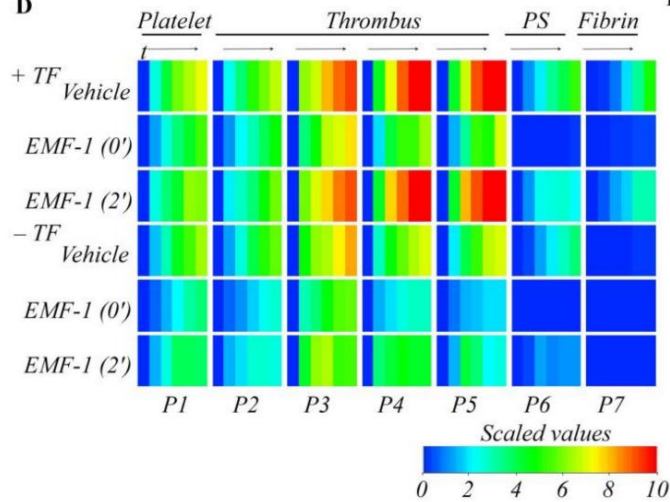 D
Platelet Thrombus PS Fibrin
t
+ TF Vehicle
EMF-1 (0')
EMF-1 (2')
– TF Vehicle
EMF-1 (0')
EMF-1 (2')
P1 P2 P3 P4 P5 P6 P7
Scaled values
0 2 4 6 8 10